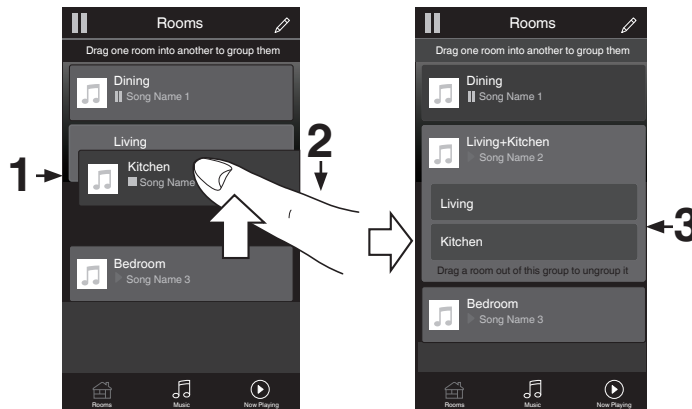 Rooms
Drag one room into another to group them
Dining
Song Name 1
Living
Kitchen
Song Name
Bedroom
Song Name 3
Rooms
Music
Now Playing
1
2
Rooms
Drag one room into another to group them
Dining
Song Name 1
Living+Kitchen
Song Name 2
Living
Kitchen
Drag a room out of this group to ungroup it
Bedroom
Song Name 3
Rooms
Music
Now Playing
3